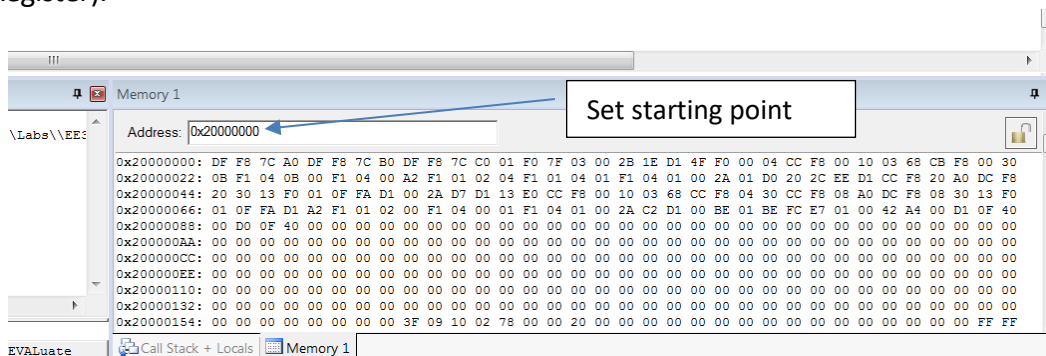 egister).
Memory 1
Set starting point
\Labs\\EE3
Address: 0x20000000
0x20000000: DF F8 7C A0 DF F8 7C B0 DF F8 7C C0 01 F0 7F 03 00 2B 1E D1 4F F0 00 04 CC F8 00 10 03 68 CB F8 00 30
0x20000022: 0B F1 04 0B 00 F1 04 00 A2 F1 01 02 04 F1 01 04 01 F1 04 01 00 2A 01 D0 20 2C EE D1 CC F8 20 A0 DC F8
0x20000044: 20 30 13 F0 01 0F FA D1 00 2A D7 D1 13 E0 CC F8 00 10 03 68 CC F8 04 30 CC F8 08 A0 DC F8 08 30 13 F0
0x20000066: 01 0F FA D1 A2 F1 01 02 00 F1 04 00 01 F1 04 01 00 2A C2 D1 00 BE 01 BE FC E7 01 00 42 A4 00 D1 0F 40
0x20000088: 00 D0 0F 40 00 00 00 00 00 00 00 00 00 00 00 00 00 00 00 00 00 00 00 00 00 00 00 00 00 00 00 00 00 00
0x200000AA: 00 00 00 00 00 00 00 00 00 00 00 00 00 00 00 00 00 00 00 00 00 00 00 00 00 00 00 00 00 00 00 00 00 00
0x200000CC: 00 00 00 00 00 00 00 00 00 00 00 00 00 00 00 00 00 00 00 00 00 00 00 00 00 00 00 00 00 00 00 00 00 00
0x200000EE: 00 00 00 00 00 00 00 00 00 00 00 00 00 00 00 00 00 00 00 00 00 00 00 00 00 00 00 00 00 00 00 00 00 00
0x20000110: 00 00 00 00 00 00 00 00 00 00 00 00 00 00 00 00 00 00 00 00 00 00 00 00 00 00 00 00 00 00 00 00 00 00
0x20000132: 00 00 00 00 00 00 00 00 00 00 00 00 00 00 00 00 00 00 00 00 00 00 00 00 00 00 00 00 00 00 00 00 00 00
0x20000154: 00 00 00 00 00 00 00 00 3F 09 10 02 78 00 00 20 00 00 00 00 00 00 00 00 00 00 00 00 00 00 00 00 FF FF
EVALuate
Call Stack + Locals
Memory 1